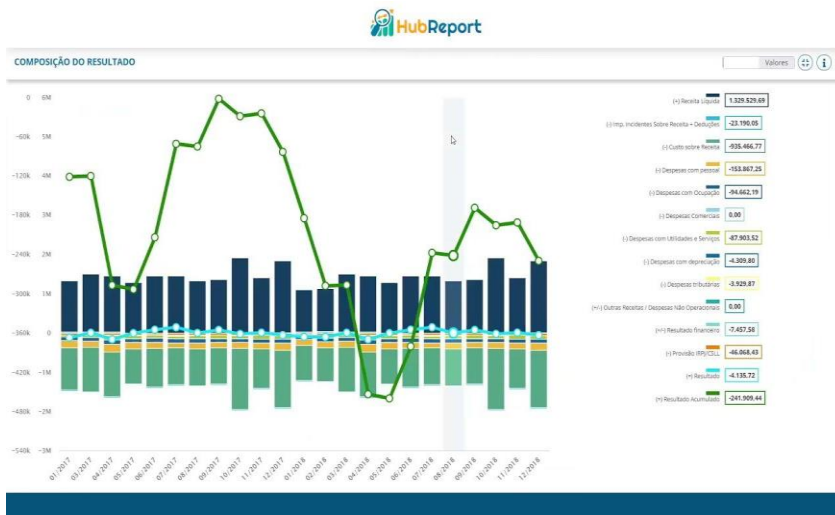 HubReport
COMPOSIÇÃO DO RESULTADO
Valores
0 6M
-60k 5M
-120k 4M
-180k 3M
-240k 2M
-300k 1M
-360k 0
-420k -1M
-480k -2M
-540k -3M
01/2017 03/2017 04/2017 05/2017 06/2017 07/2017 08/2017 09/2017 10/2017 11/2017 12/2017 01/2018 02/2018 03/2018 04/2018 05/2018 06/2018 07/2018 08/2018 09/2018 10/2018 11/2018 12/2018
(+) Receita Líquida 1.329.529,69
(-) Imp. Incidentes Sobre Receita + Deduções -23.190,05
(-) Custo sobre Receita -935.466,77
(-) Despesas com pessoal -153.867,25
(-) Despesas com Ocupação -94.662,19
(-) Despesas Comerciais 0,00
(-) Despesas com Utilidades e Serviços -87.903,52
(-) Despesas com depreciação -4.309,80
(-) Despesas tributárias -3.929,87
(+/-) Outras Receitas / Despesas Não Operacionais 0,00
(+/-) Resultado financeiro -7.457,58
(-) Provisão IRPJ/CSLL -46.868,43
(=) Resultado -4.135,72
(=) Resultado Acumulado -241.909,44